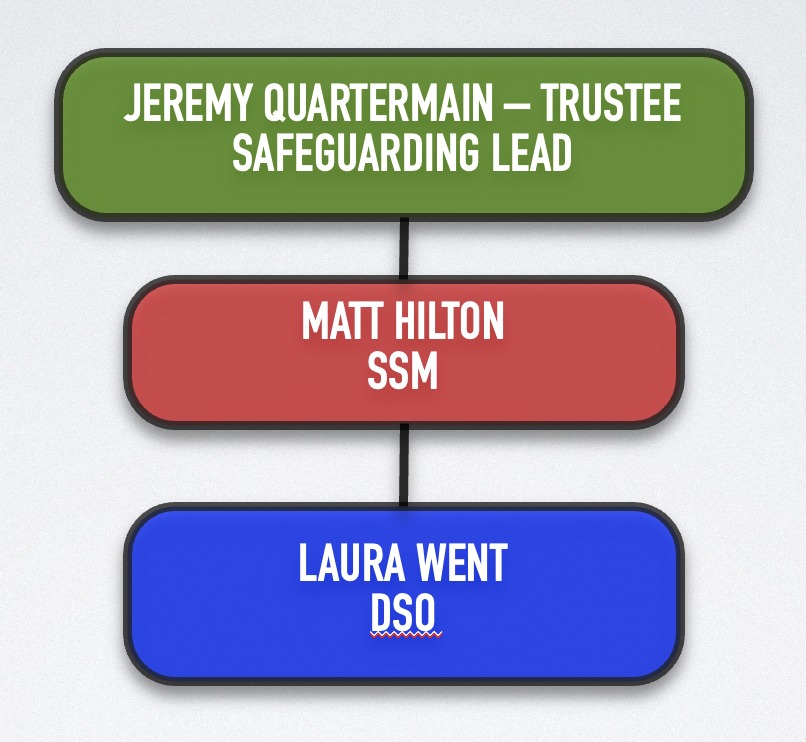 JEREMY QUARTERMAIN – TRUSTEE
SAFEGUARDING LEAD
MATT HILTON
SSM
LAURA WENT
DSO